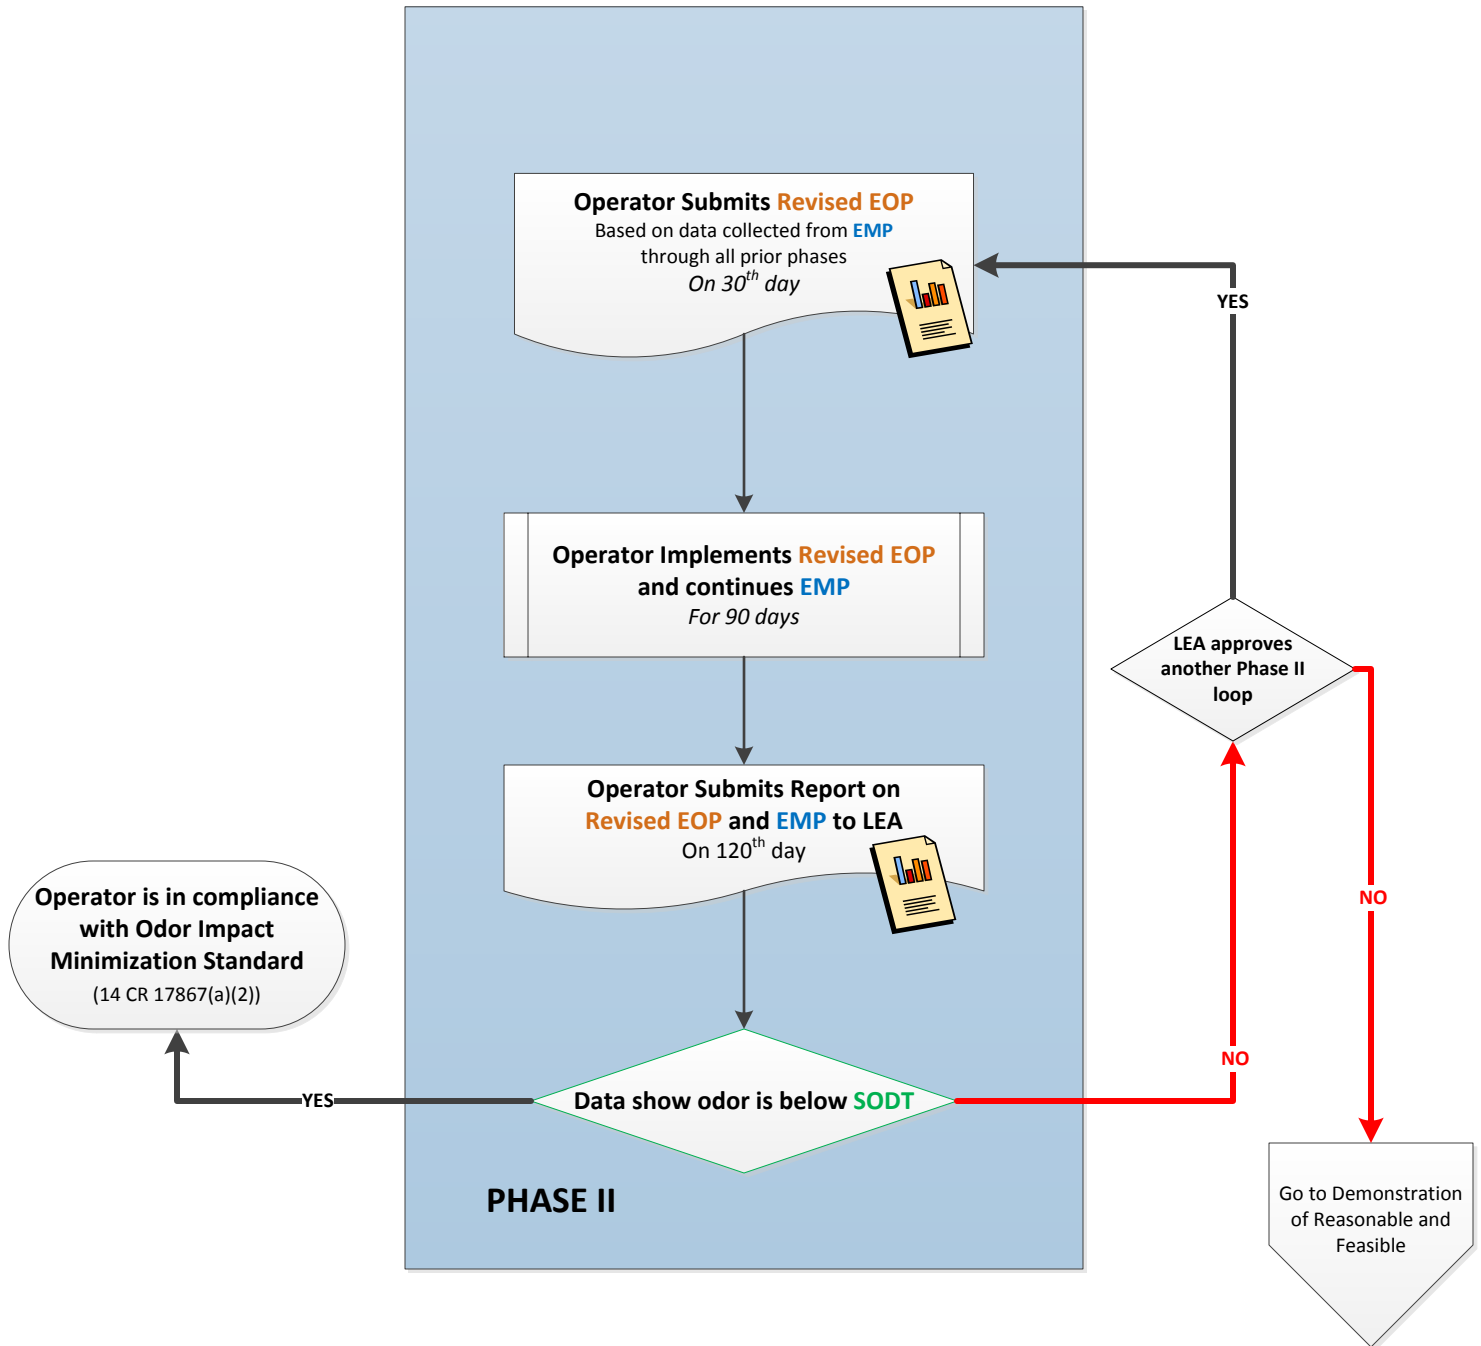 Operator Submits Revised EOP
Based on data collected from EMP
through all prior phases
On 30th day
YES
Operator Implements Revised EOP
and continues EMP
For 90 days
LEA approves
another Phase II
loop
Operator Submits Report on
Revised EOP and EMP to LEA
On 120th day
NO
Operator is in compliance
with Odor Impact
Minimization Standard
(14 CR 17867(a)(2))
NO
YES
Data show odor is below SODT
PHASE II
Go to Demonstration
of Reasonable and
Feasible